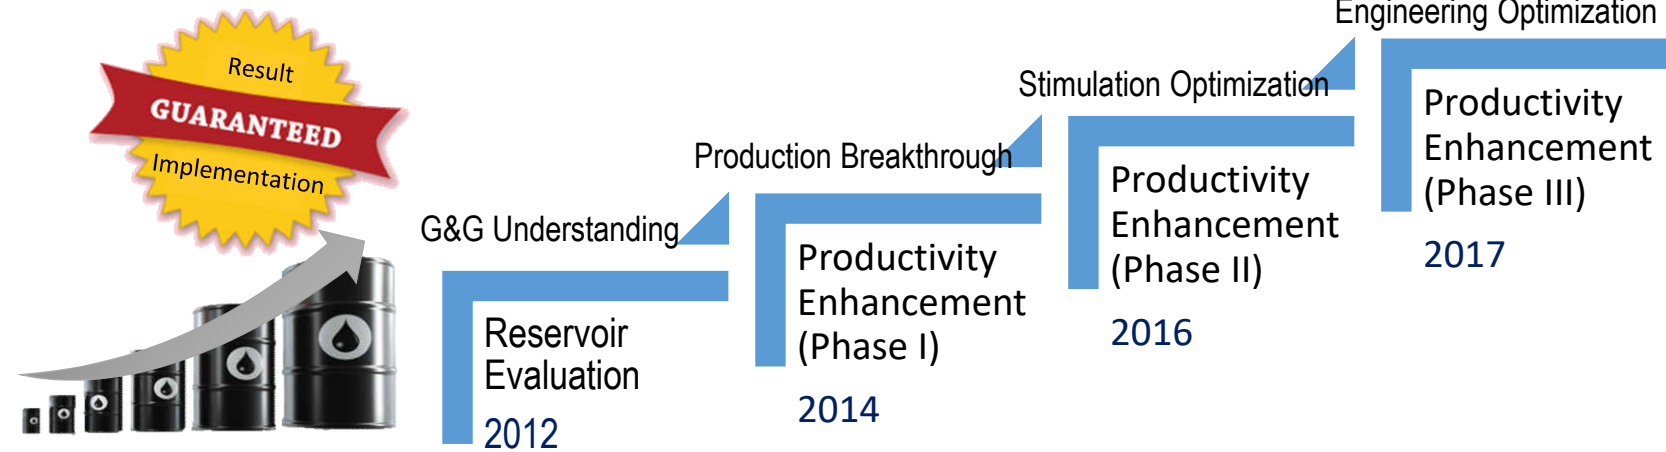 Result
GUARANTEED
Implementation
G&G Understanding
Reservoir
Evaluation
2012
Production Breakthrough
Productivity
Enhancement
(Phase I)
2014
Stimulation Optimization
Productivity
Enhancement
(Phase II)
2016
Engineering Optimization
Productivity
Enhancement
(Phase III)
2017